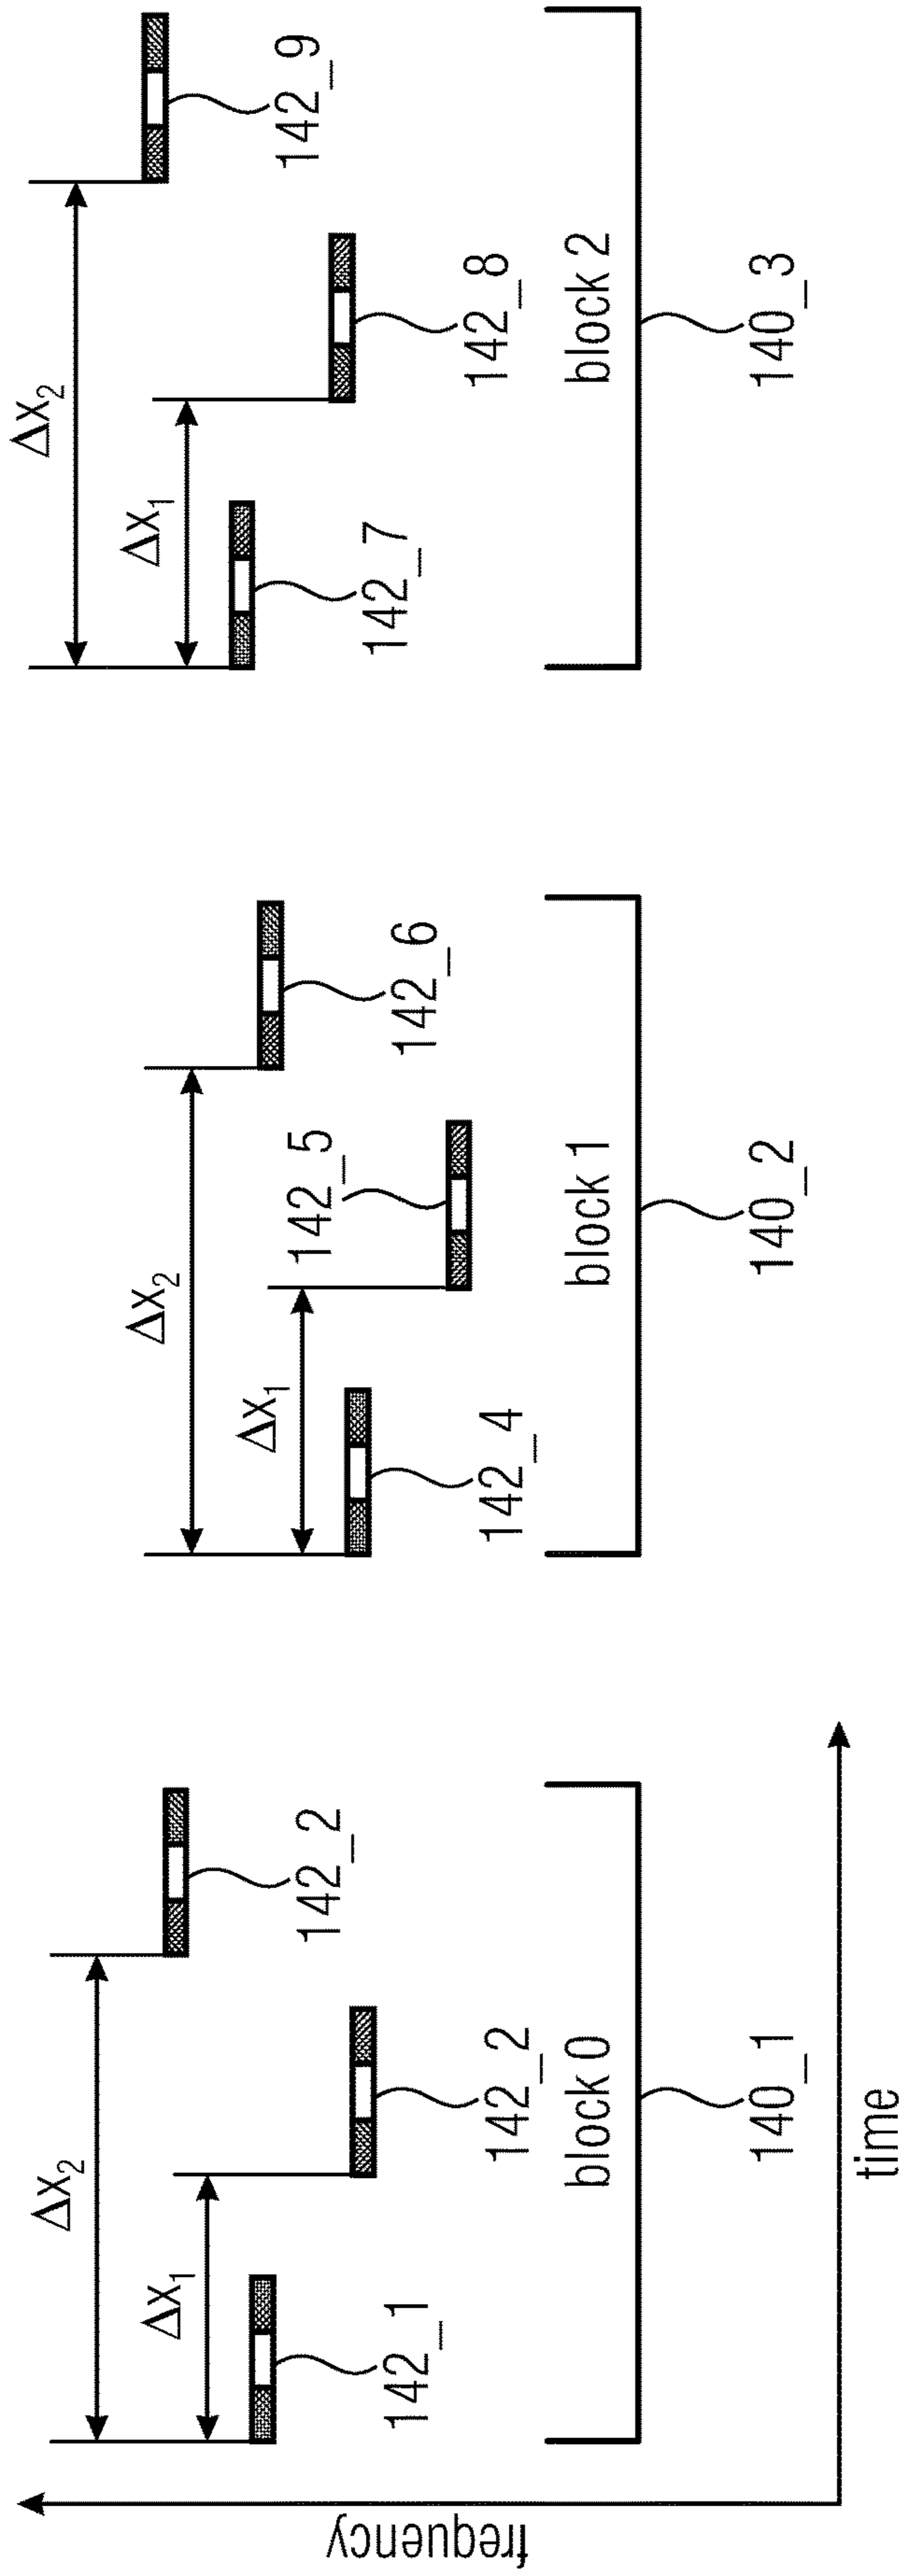 frequency
Δx2
Δx1
142_1
142_2
142_2
block 0
140_1
time
Δx2
Δx1
142_4
142_5
142_6
block 1
140_2
Δx2
Δx1
142_7
142_8
142_9
block 2
140_3